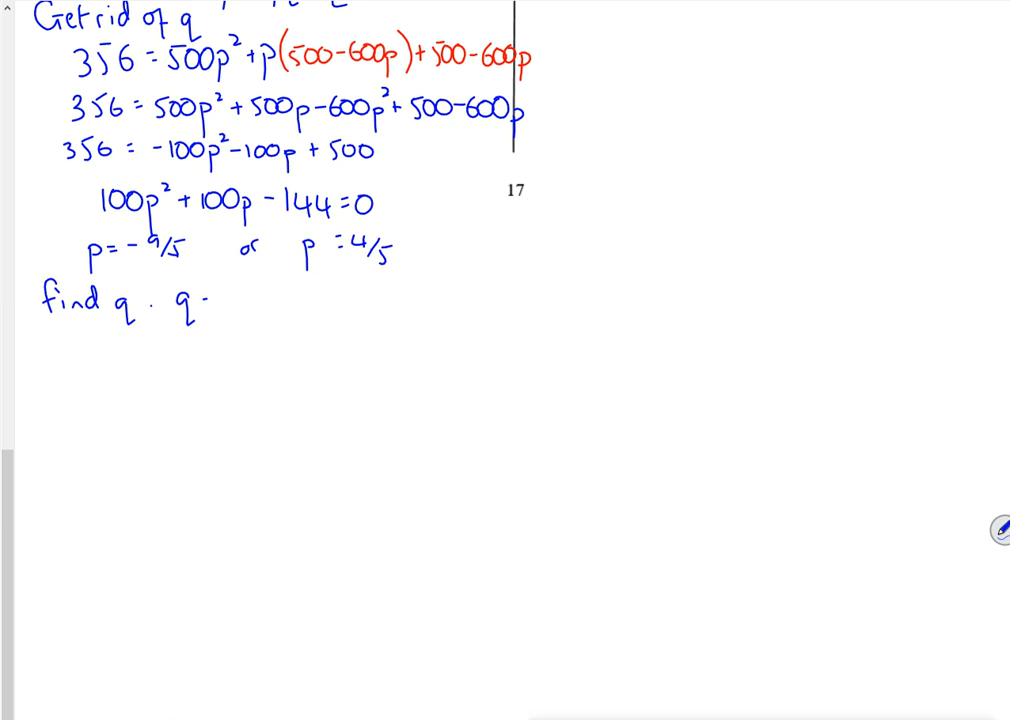 Get rid of q
356 = 500p² + p(500-600p) + 500-600p
356 = 500p² + 500p - 600p² + 500-600p
356 = -100p² - 100p + 500
17
100p² + 100p - 144 = 0
p = - 9/5 or p = 4/5
find q. q